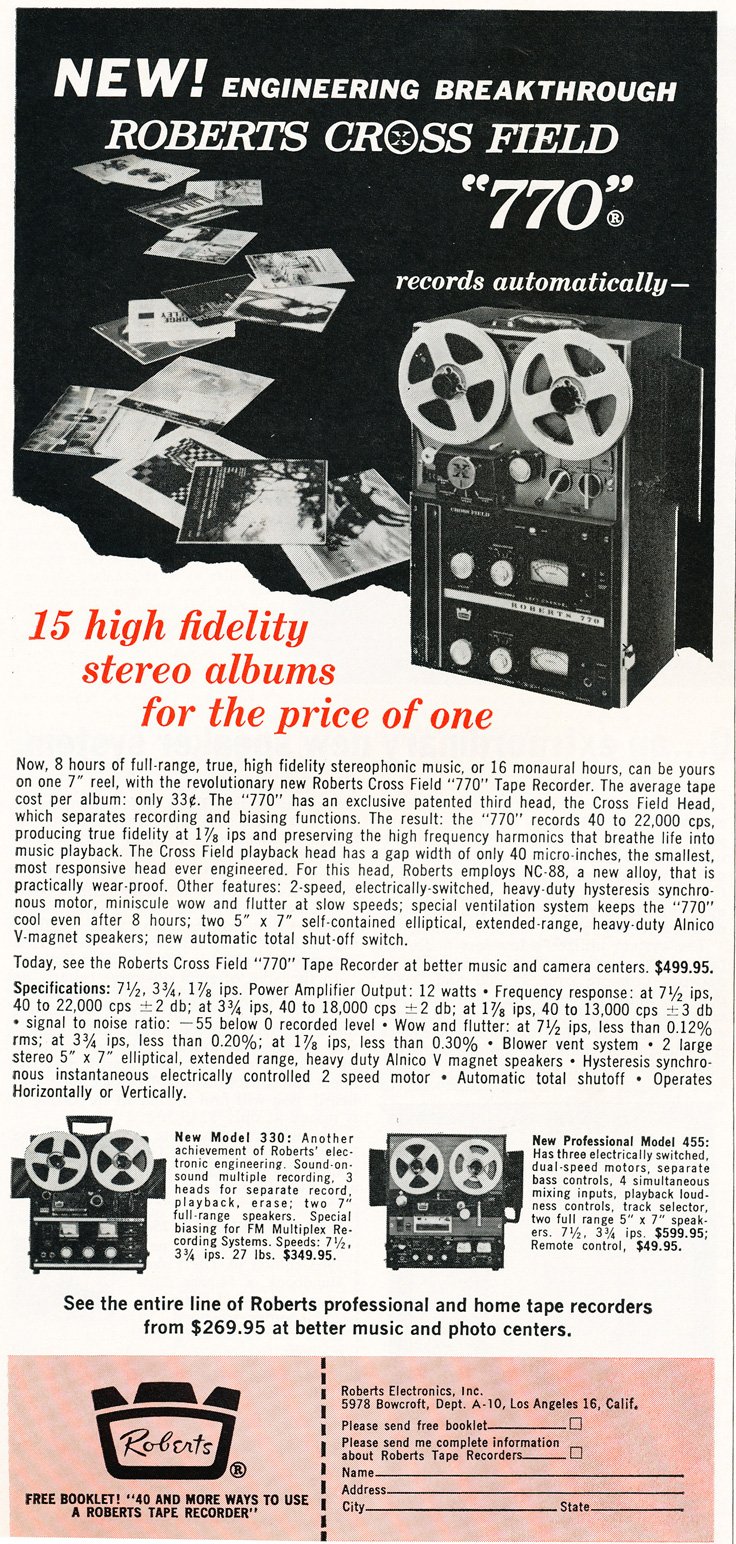 NEW! ENGINEERING BREAKTHROUGH
ROBERTS CROSS FIELD
“770”®
records automatically—
CROSS FIELD
ROBERTS 770
15 high fidelity
stereo albums
for the price of one
Now, 8 hours of full-range, true, high fidelity stereophonic music, or 16 monaural hours, can be yours
on one 7″ reel, with the revolutionary new Roberts Cross Field “770” Tape Recorder. The average tape
cost per album: only 33¢. The “770” has an exclusive patented third head, the Cross Field Head,
which separates recording and biasing functions. The result: the “770” records 40 to 22,000 cps,
producing true fidelity at 1⅞ ips and preserving the high frequency harmonics that breathe life into
music playback. The Cross Field playback head has a gap width of only 40 micro-inches, the smallest,
most responsive head ever engineered. For this head, Roberts employs NC-88, a new alloy, that is
practically wear-proof. Other features: 2-speed, electrically-switched, heavy-duty hysteresis synchro-
nous motor, miniscule wow and flutter at slow speeds; special ventilation system keeps the “770”
cool even after 8 hours; two 5″ x 7″ self-contained elliptical, extended-range, heavy-duty Alnico
V-magnet speakers; new automatic total shut-off switch.
Today, see the Roberts Cross Field “770” Tape Recorder at better music and camera centers. $499.95.
Specifications: 7½, 3¾, 1⅞ ips. Power Amplifier Output: 12 watts • Frequency response: at 7½ ips,
40 to 22,000 cps ±2 db; at 3¾ ips, 40 to 18,000 cps ±2 db; at 1⅞ ips, 40 to 13,000 cps ±3 db
• signal to noise ratio: —55 below 0 recorded level • Wow and flutter: at 7½ ips, less than 0.12%
rms; at 3¾ ips, less than 0.20%; at 1⅞ ips, less than 0.30% • Blower vent system • 2 large
stereo 5″ x 7″ elliptical, extended range, heavy duty Alnico V magnet speakers • Hysteresis synchro-
nous instantaneous electrically controlled 2 speed motor • Automatic total shutoff • Operates
Horizontally or Vertically.
New Model 330: Another
achievement of Roberts’ elec-
tronic engineering. Sound-on-
sound multiple recording, 3
heads for separate record,
playback, erase; two 7″
full-range speakers. Special
biasing for FM Multiplex Re-
cording Systems. Speeds: 7½,
3¾ ips. 27 lbs. $349.95.
New Professional Model 455:
Has three electrically switched,
dual-speed motors, separate
bass controls, 4 simultaneous
mixing inputs, playback loud-
ness controls, track selector,
two full range 5″ x 7″ speak-
ers. 7½, 3¾ ips. $599.95;
Remote control, $49.95.
See the entire line of Roberts professional and home tape recorders
from $269.95 at better music and photo centers.
Roberts®
FREE BOOKLET! “40 AND MORE WAYS TO USE
A ROBERTS TAPE RECORDER”
Roberts Electronics, Inc.
5978 Bowcroft, Dept. A-10, Los Angeles 16, Calif.
Please send free booklet
Please send me complete information
about Roberts Tape Recorders
Name
Address
City State